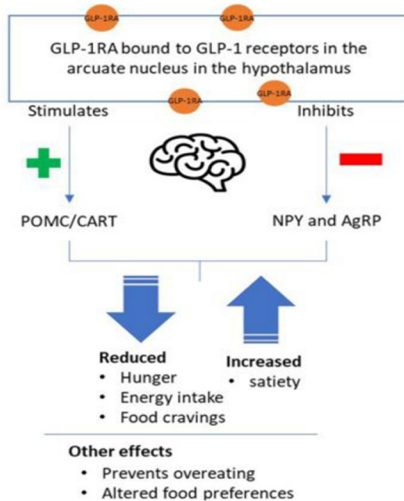 GLP-1RA
GLP-1RA
GLP-1RA bound to GLP-1 receptors in the
arcuate nucleus in the hypothalamus
GLP-1RA
GLP-1RA
Stimulates
Inhibits
POMC/CART
NPY and AgRP
Reduced
• Hunger
• Energy intake
• Food cravings
Increased
• satiety
Other effects
• Prevents overeating
• Altered food preferences